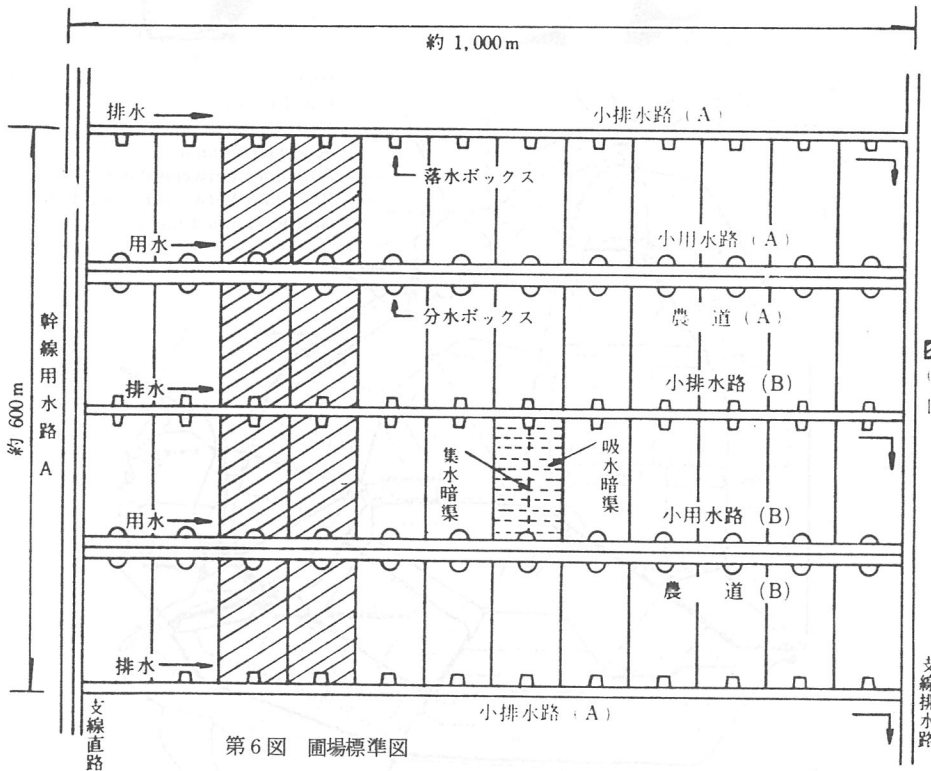 約 1,000m
排水
小排水路 (A)
落水ボックス
用水
小用水路 (A)
分水ボックス
農 道 (A)
幹線用水路 A
約 600m
排水
小排水路 (B)
集水暗渠
吸水暗渠
用水
小用水路 (B)
農 道 (B)
排水
小排水路 (A)
支線直路
支線排水路
第6図 圃場標準図